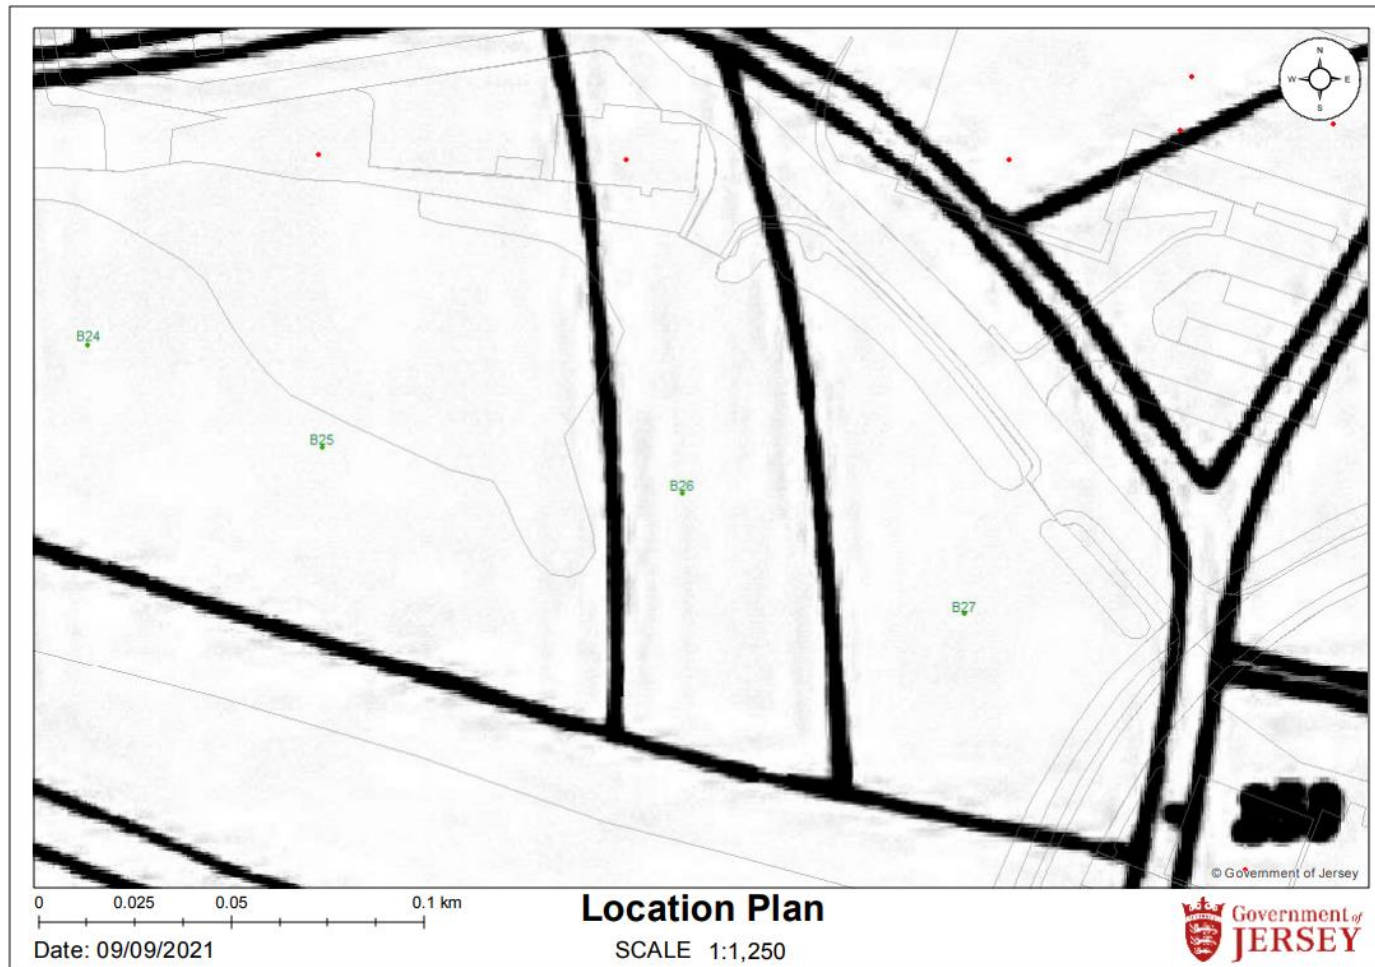 N
W E
S
B24
B25
B26
B27
© Government of Jersey
0 0.025 0.05 0.1 km
Location Plan
Date: 09/09/2021
SCALE 1:1,250
Government of
JERSEY